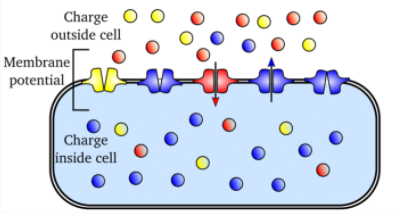 Charge
outside cell
Membrane
potential
Charge
inside cell